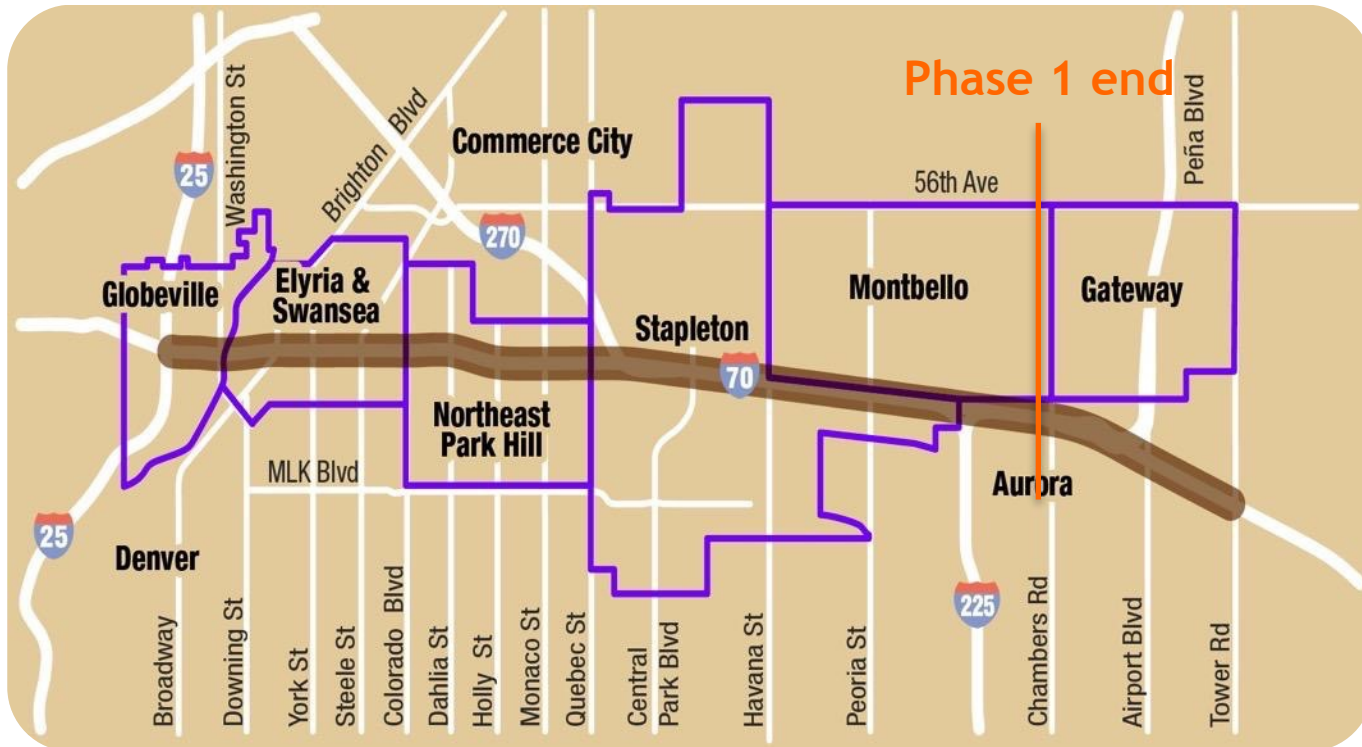 Phase 1 end
Washington St
Brighton Blvd
Commerce City
Peña Blvd
25
56th Ave
270
Globeville
Elyria &
Swansea
Montbello
Gateway
Stapleton
70
Northeast
Park Hill
MLK Blvd
Aurora
25
Denver
225
Broadway
Downing St
York St
Steele St
Colorado Blvd
Dahlia St
Holly St
Monaco St
Quebec St
Central
Park Blvd
Havana St
Peoria St
Chambers Rd
Airport Blvd
Tower Rd